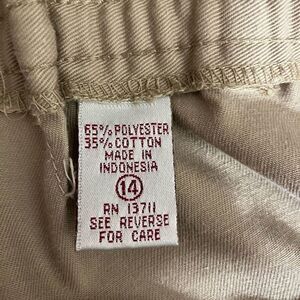 65% POLYESTER
35% COTTON
MADE IN
INDONESIA
14
RN 13711
SEE REVERSE
FOR CARE